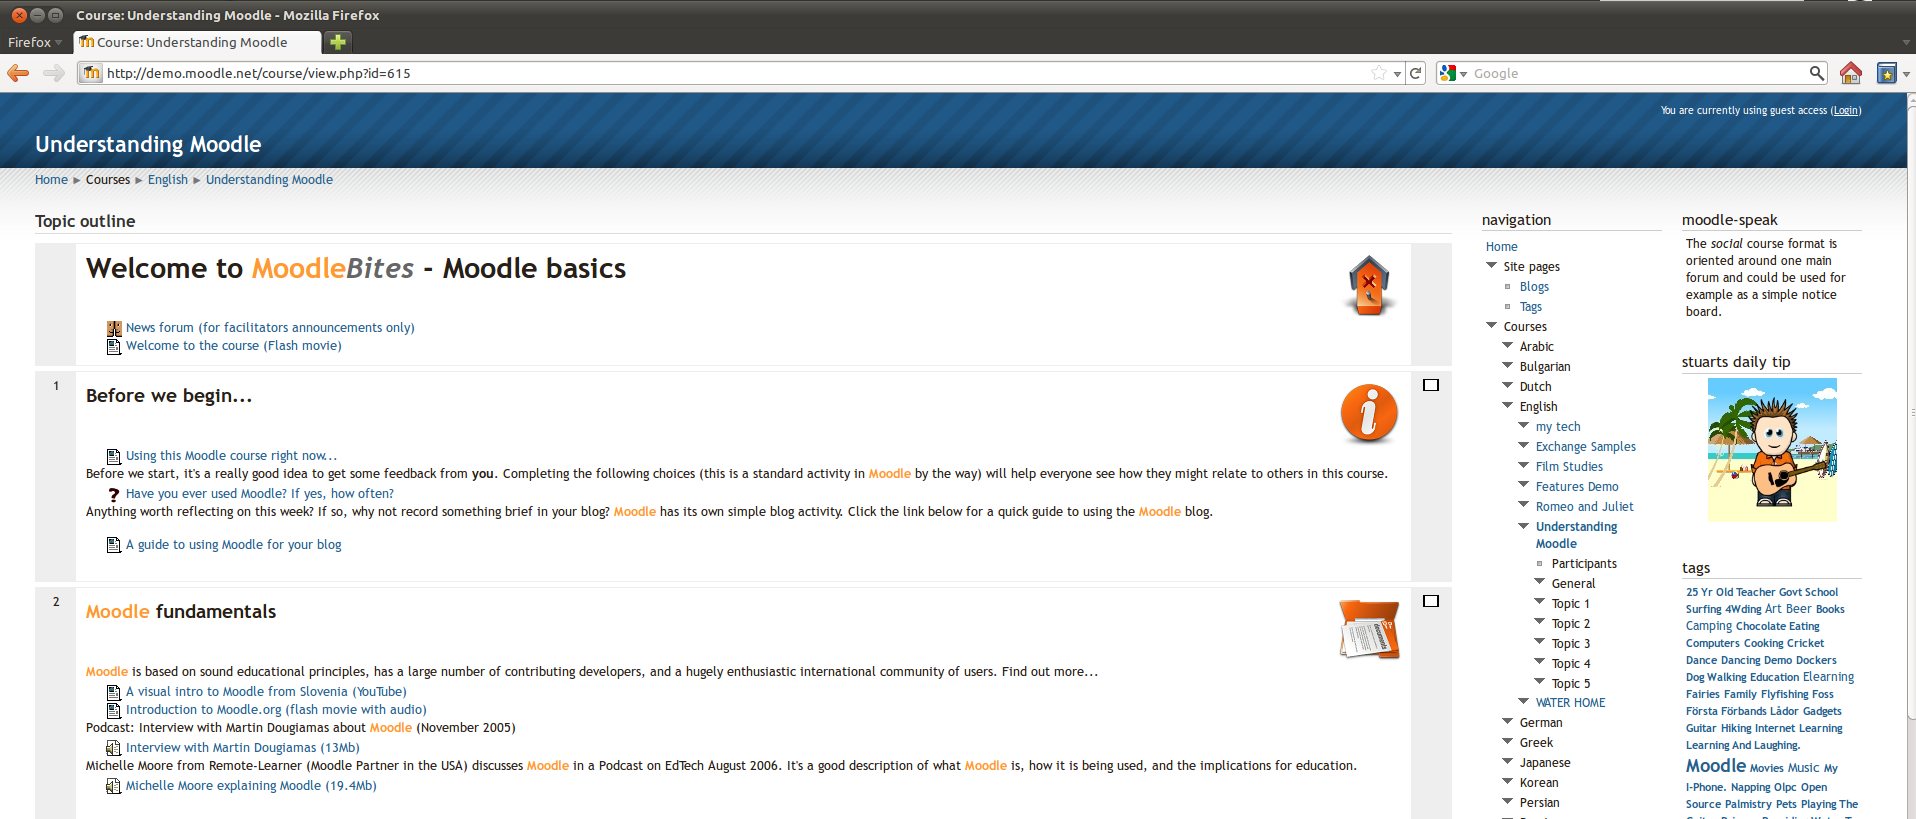 Course: Understanding Moodle - Mozilla Firefox
Firefox
Course: Understanding Moodle
http://demo.moodle.net/course/view.php?id=615
Google
You are currently using guest access (Login)
Understanding Moodle
Home ► Courses ► English ► Understanding Moodle
Topic outline
Welcome to MoodleBites - Moodle basics
News forum (for facilitators announcements only)
Welcome to the course (Flash movie)
1
Before we begin...
Using this Moodle course right now...
Before we start, it's a really good idea to get some feedback from you. Completing the following choices (this is a standard activity in Moodle by the way) will help everyone see how they might relate to others in this course.
Have you ever used Moodle? If yes, how often?
Anything worth reflecting on this week? If so, why not record something brief in your blog? Moodle has its own simple blog activity. Click the link below for a quick guide to using the Moodle blog.
A guide to using Moodle for your blog
2
Moodle fundamentals
Moodle is based on sound educational principles, has a large number of contributing developers, and a hugely enthusiastic international community of users. Find out more...
A visual intro to Moodle from Slovenia (YouTube)
Introduction to Moodle.org (flash movie with audio)
Podcast: Interview with Martin Dougiamas about Moodle (November 2005)
Interview with Martin Dougiamas (13Mb)
Michelle Moore from Remote-Learner (Moodle Partner in the USA) discusses Moodle in a Podcast on EdTech August 2006. It's a good description of what Moodle is, how it is being used, and the implications for education.
Michelle Moore explaining Moodle (19.4Mb)
navigation
Home
Site pages
Blogs
Tags
Courses
Arabic
Bulgarian
Dutch
English
my tech
Exchange Samples
Film Studies
Features Demo
Romeo and Juliet
Understanding
Moodle
Participants
General
Topic 1
Topic 2
Topic 3
Topic 4
Topic 5
WATER HOME
German
Greek
Japanese
Korean
Persian
moodle-speak
The social course format is
oriented around one main
forum and could be used for
example as a simple notice
board.
stuarts daily tip
tags
25 Yr Old Teacher Govt School
Surfing 4Wding Art Beer Books
Camping Chocolate Eating
Computers Cooking Cricket
Dance Dancing Demo Dockers
Dog Walking Education Elearning
Fairies Family Flyfishing Foss
Första Förbands Lådor Gadgets
Guitar Hiking Internet Learning
Learning And Laughing.
Moodle Movies Music My
I-Phone. Napping Olpc Open
Source Palmistry Pets Playing The